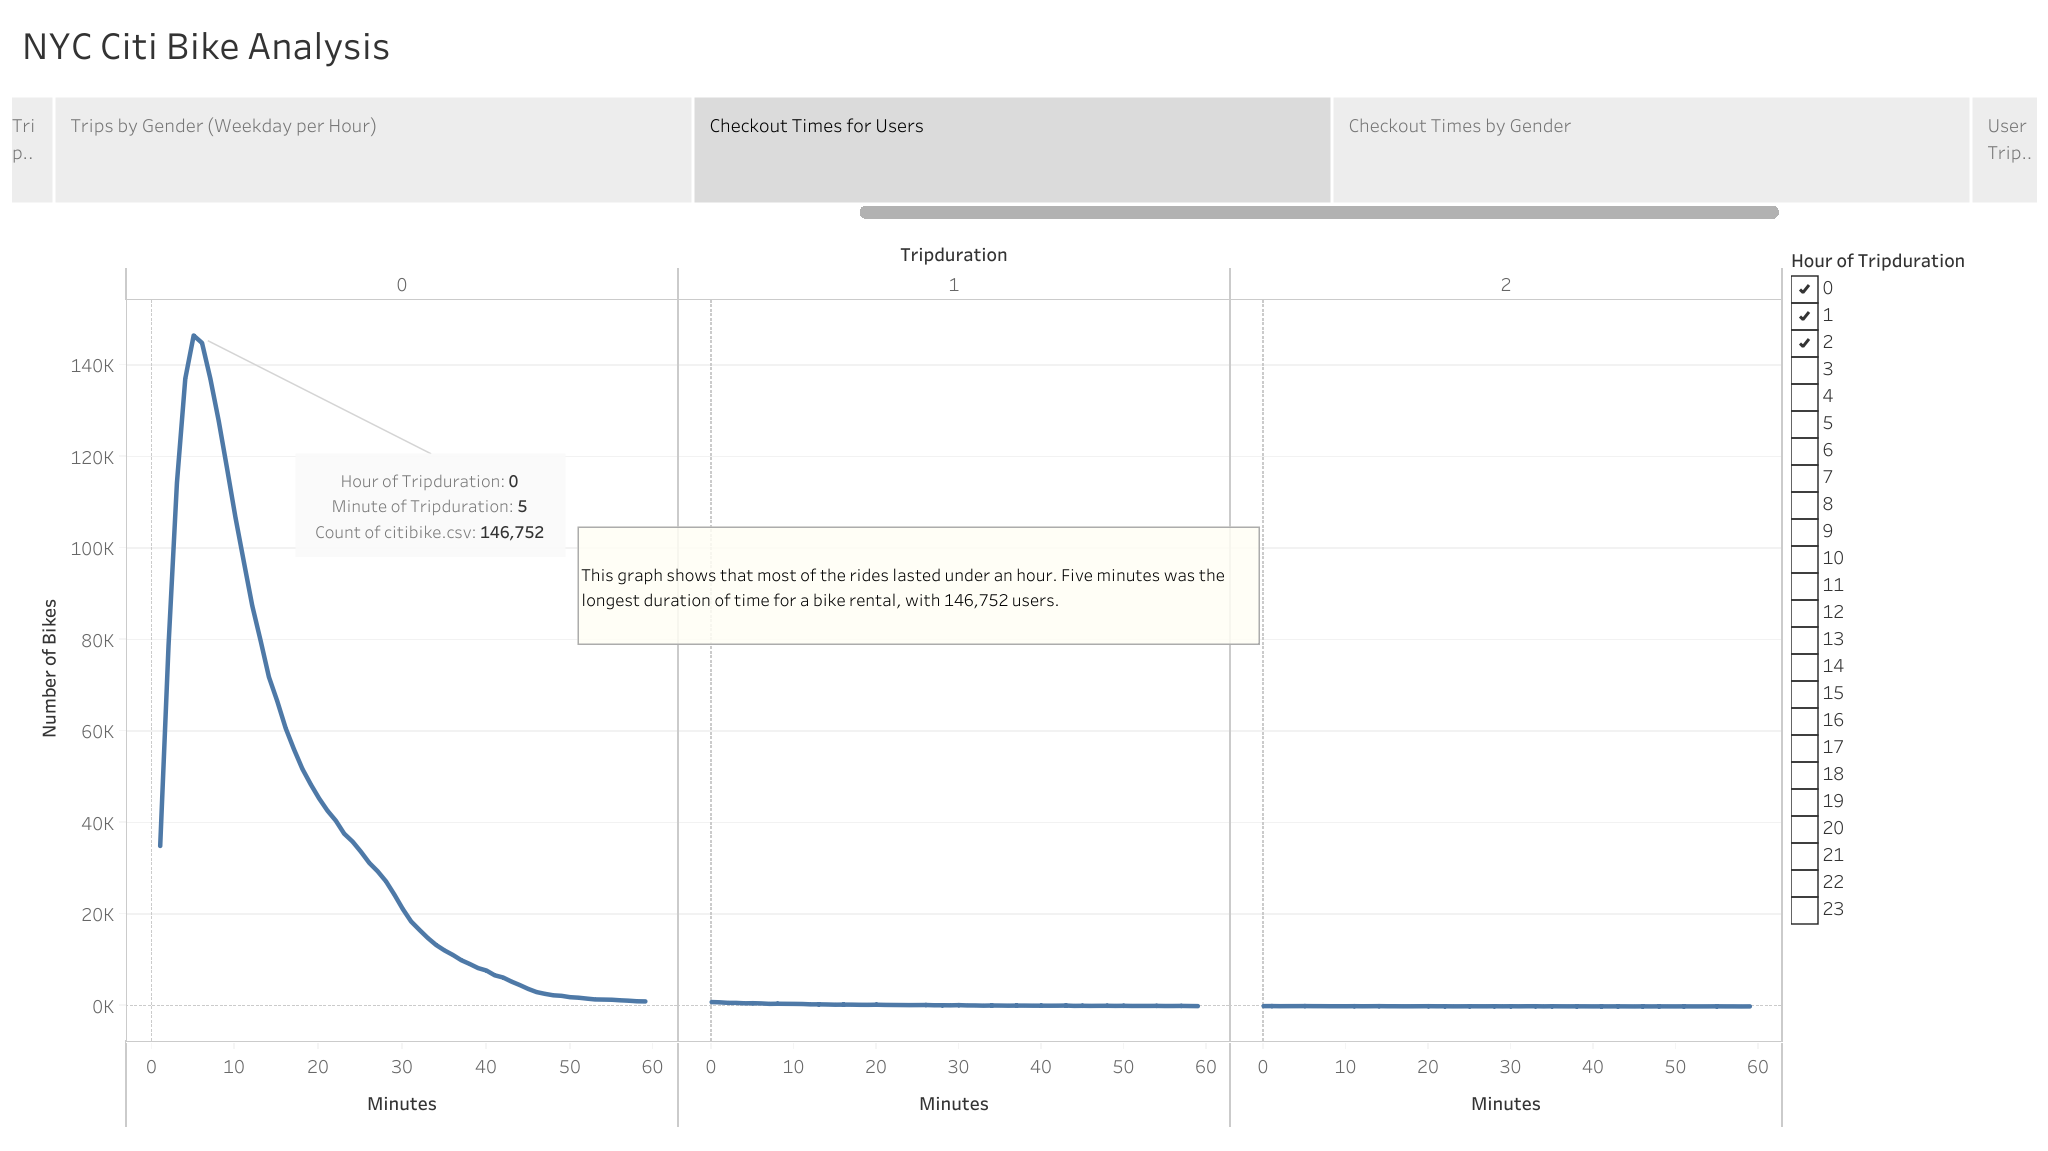 NYC Citi Bike Analysis
Tri
p..
Trips by Gender (Weekday per Hour)
Checkout Times for Users
Checkout Times by Gender
User
Trip..
Tripduration
0
1
2
140K
120K
100K
80K
60K
40K
20K
0K
Number of Bikes
Hour of Tripduration: 0
Minute of Tripduration: 5
Count of citibike.csv: 146,752
This graph shows that most of the rides lasted under an hour. Five minutes was the
longest duration of time for a bike rental, with 146,752 users.
0 10 20 30 40 50 60
0 10 20 30 40 50 60
0 10 20 30 40 50 60
Minutes
Minutes
Minutes
Hour of Tripduration
0
1
2
3
4
5
6
7
8
9
10
11
12
13
14
15
16
17
18
19
20
21
22
23